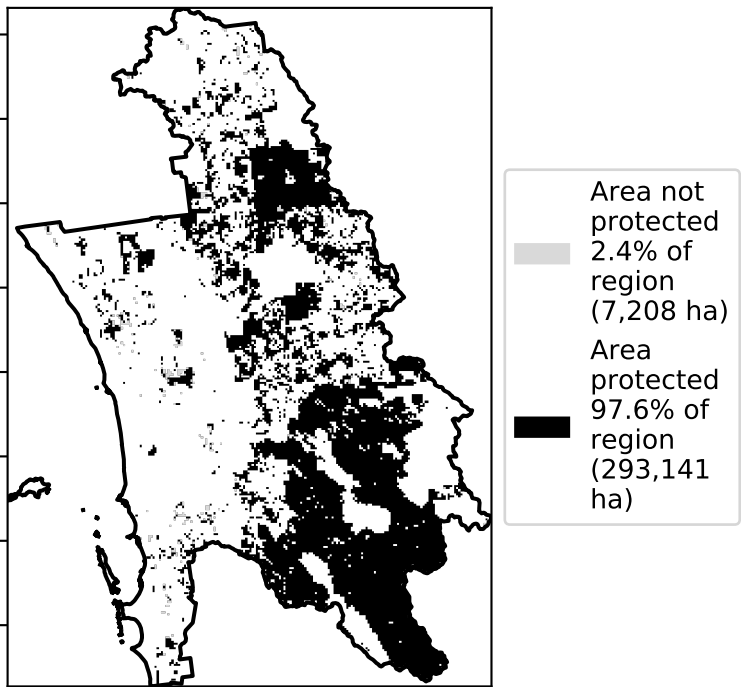 Area not
protected
2.4% of
region
(7,208 ha)
Area
protected
97.6% of
region
(293,141
ha)